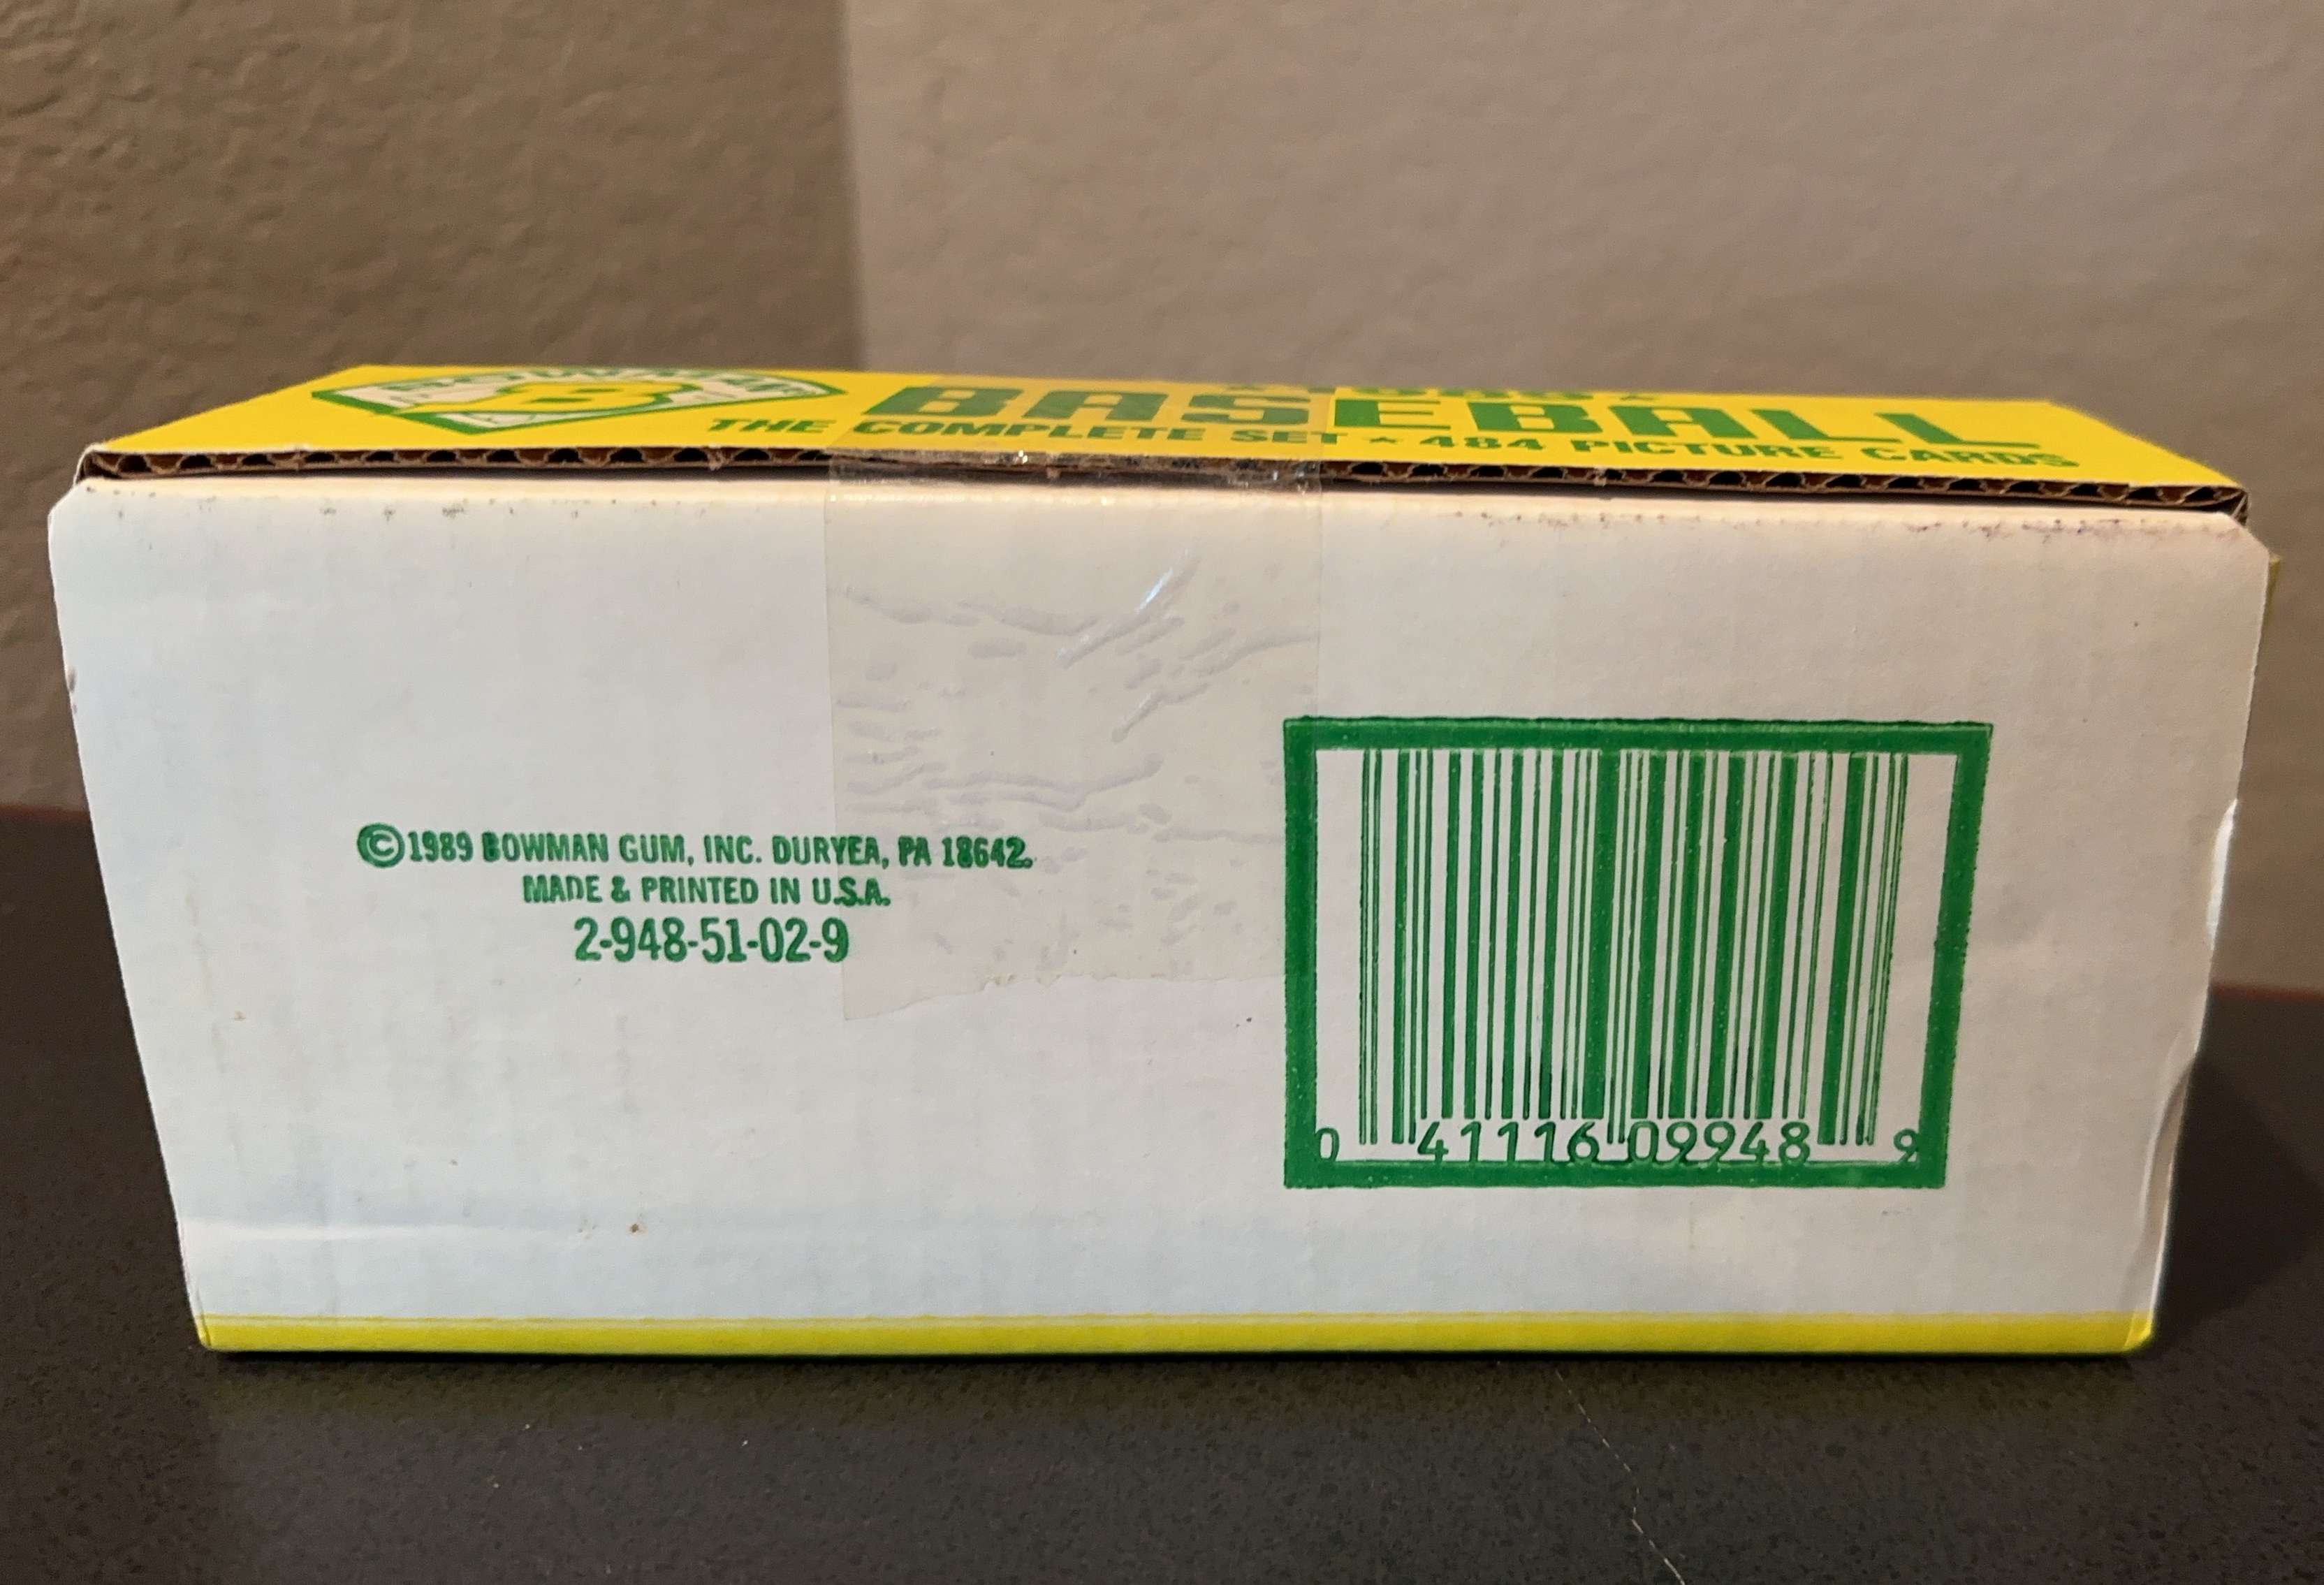 BOWMAN
B
BASEBALL
THE COMPLETE SET ★ 484 PICTURE CARDS
©1989 BOWMAN GUM, INC. DURYEA, PA 18642.
MADE & PRINTED IN U.S.A.
2-948-51-02-9
0 41116 09948 9